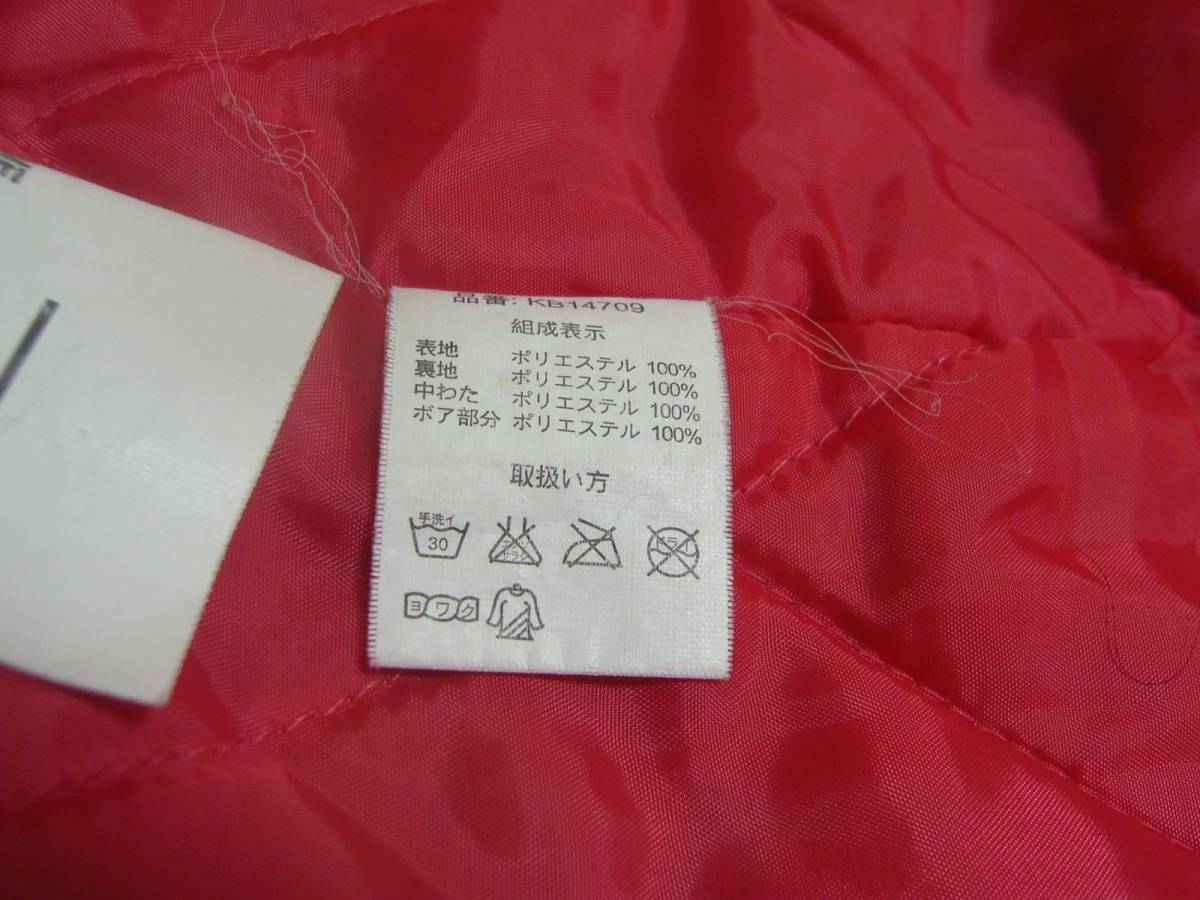 品番: KB14709
組成表示
表地 ポリエステル 100%
裏地 ポリエステル 100%
中わた ポリエステル 100%
ボア部分 ポリエステル 100%
取扱い方
手洗イ
30
エンソ
サラシ
ドライ
ヨワク